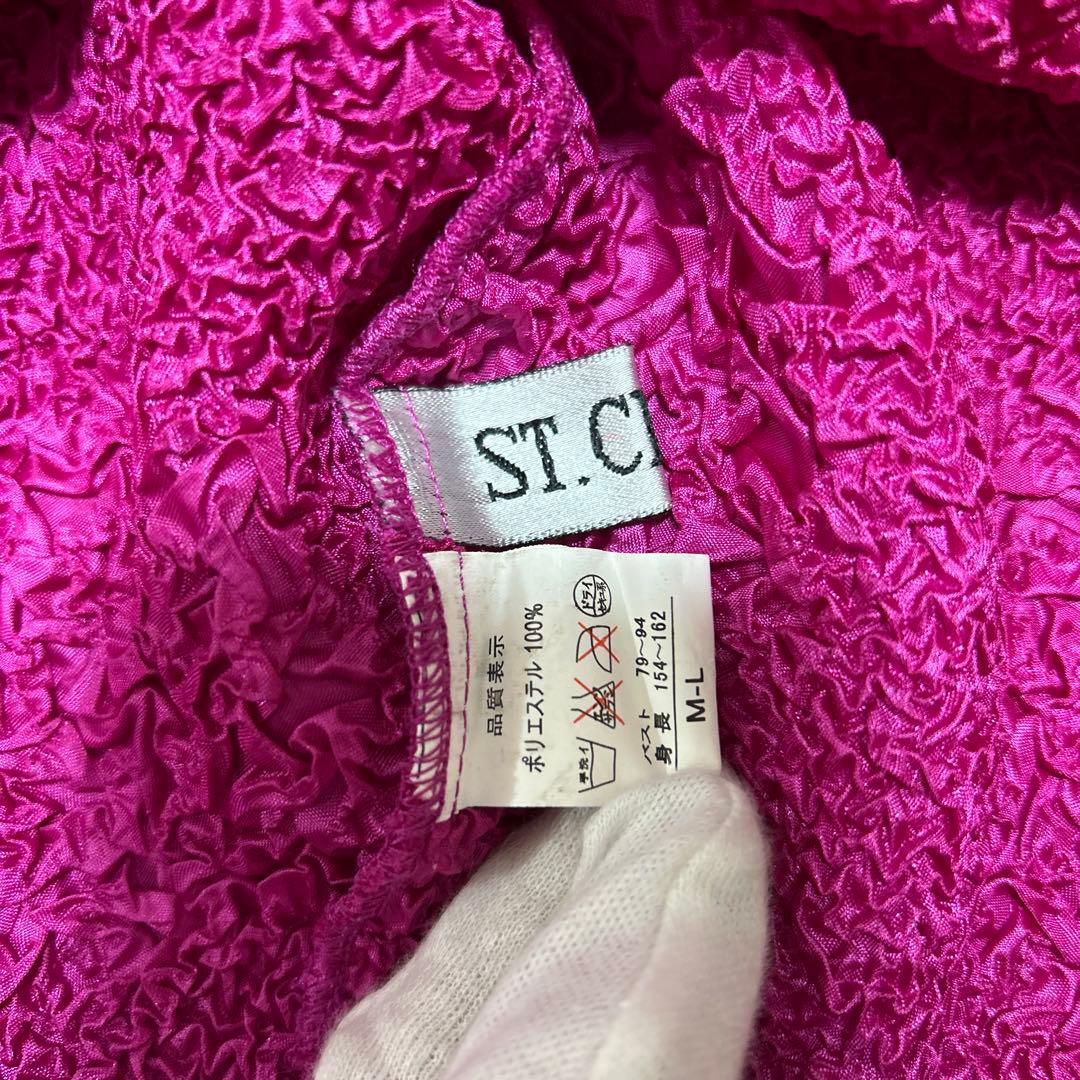 ST.C
品質表示
ポリエステル 100%
手洗イ
ドライ
バスト 79~94
身長 154~162
M-L